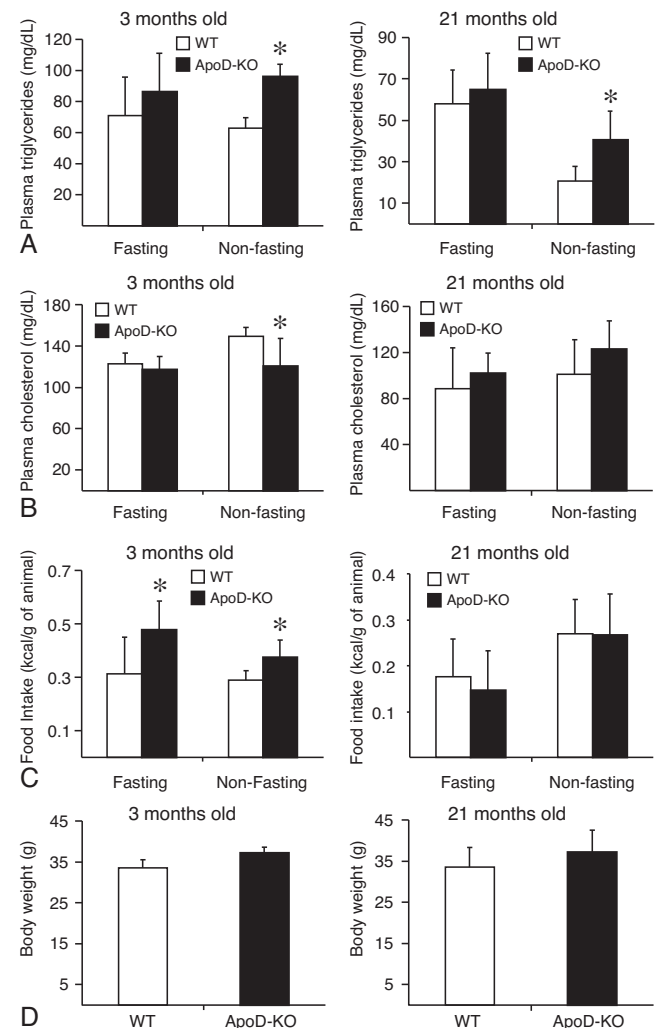 3 months old
Plasma triglycerides (mg/dL)
120
100
80
60
40
20
WT
ApoD-KO
*
Fasting
Non-fasting
A
21 months old
Plasma triglycerides (mg/dL)
90
70
50
30
10
WT
ApoD-KO
*
Fasting
Non-fasting
3 months old
Plasma cholesterol (mg/dL)
180
140
100
60
20
WT
ApoD-KO
*
Fasting
Non-fasting
B
21 months old
Plasma cholesterol (mg/dL)
160
120
80
40
WT
ApoD-KO
Fasting
Non-fasting
3 months old
Food Intake (kcal/g of animal)
0.7
0.5
0.3
0.1
WT
ApoD-KO
*
*
Fasting
Non-Fasting
C
21 months old
Food intake (kcal/g of animal)
0.4
0.3
0.2
0.1
WT
ApoD-KO
Fasting
Non-fasting
3 months old
Body weight (g)
45
35
25
15
5
WT
ApoD-KO
D
21 months old
Body weight (g)
45
35
25
15
5
WT
ApoD-KO